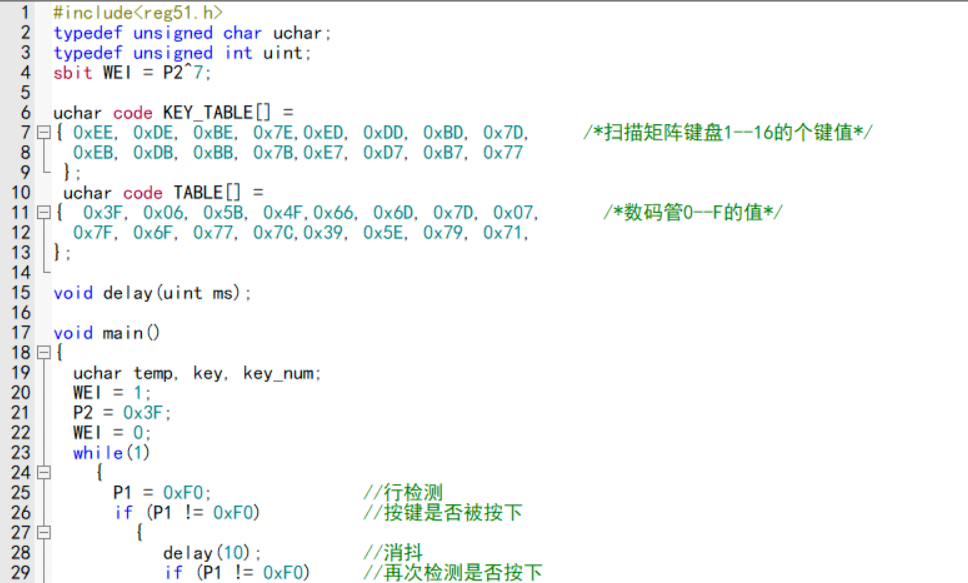 1 #include<reg51.h>
2 typedef unsigned char uchar;
3 typedef unsigned int uint;
4 sbit WEI = P2^7;
5
6 uchar code KEY_TABLE[] =
7 { 0xEE, 0xDE, 0xBE, 0x7E,0xED, 0xDD, 0xBD, 0x7D, /*扫描矩阵键盘1--16的个键值*/
8 0xEB, 0xDB, 0xBB, 0x7B,0xE7, 0xD7, 0xB7, 0x77
9 };
10 uchar code TABLE[] =
11 { 0x3F, 0x06, 0x5B, 0x4F,0x66, 0x6D, 0x7D, 0x07, /*数码管0--F的值*/
12 0x7F, 0x6F, 0x77, 0x7C,0x39, 0x5E, 0x79, 0x71,
13 };
14
15 void delay(uint ms);
16
17 void main()
18 {
19 uchar temp, key, key_num;
20 WEI = 1;
21 P2 = 0x3F;
22 WEI = 0;
23 while(1)
24 {
25 P1 = 0xF0; //行检测
26 if (P1 != 0xF0) //按键是否被按下
27 {
28 delay(10); //消抖
29 if (P1 != 0xF0) //再次检测是否按下